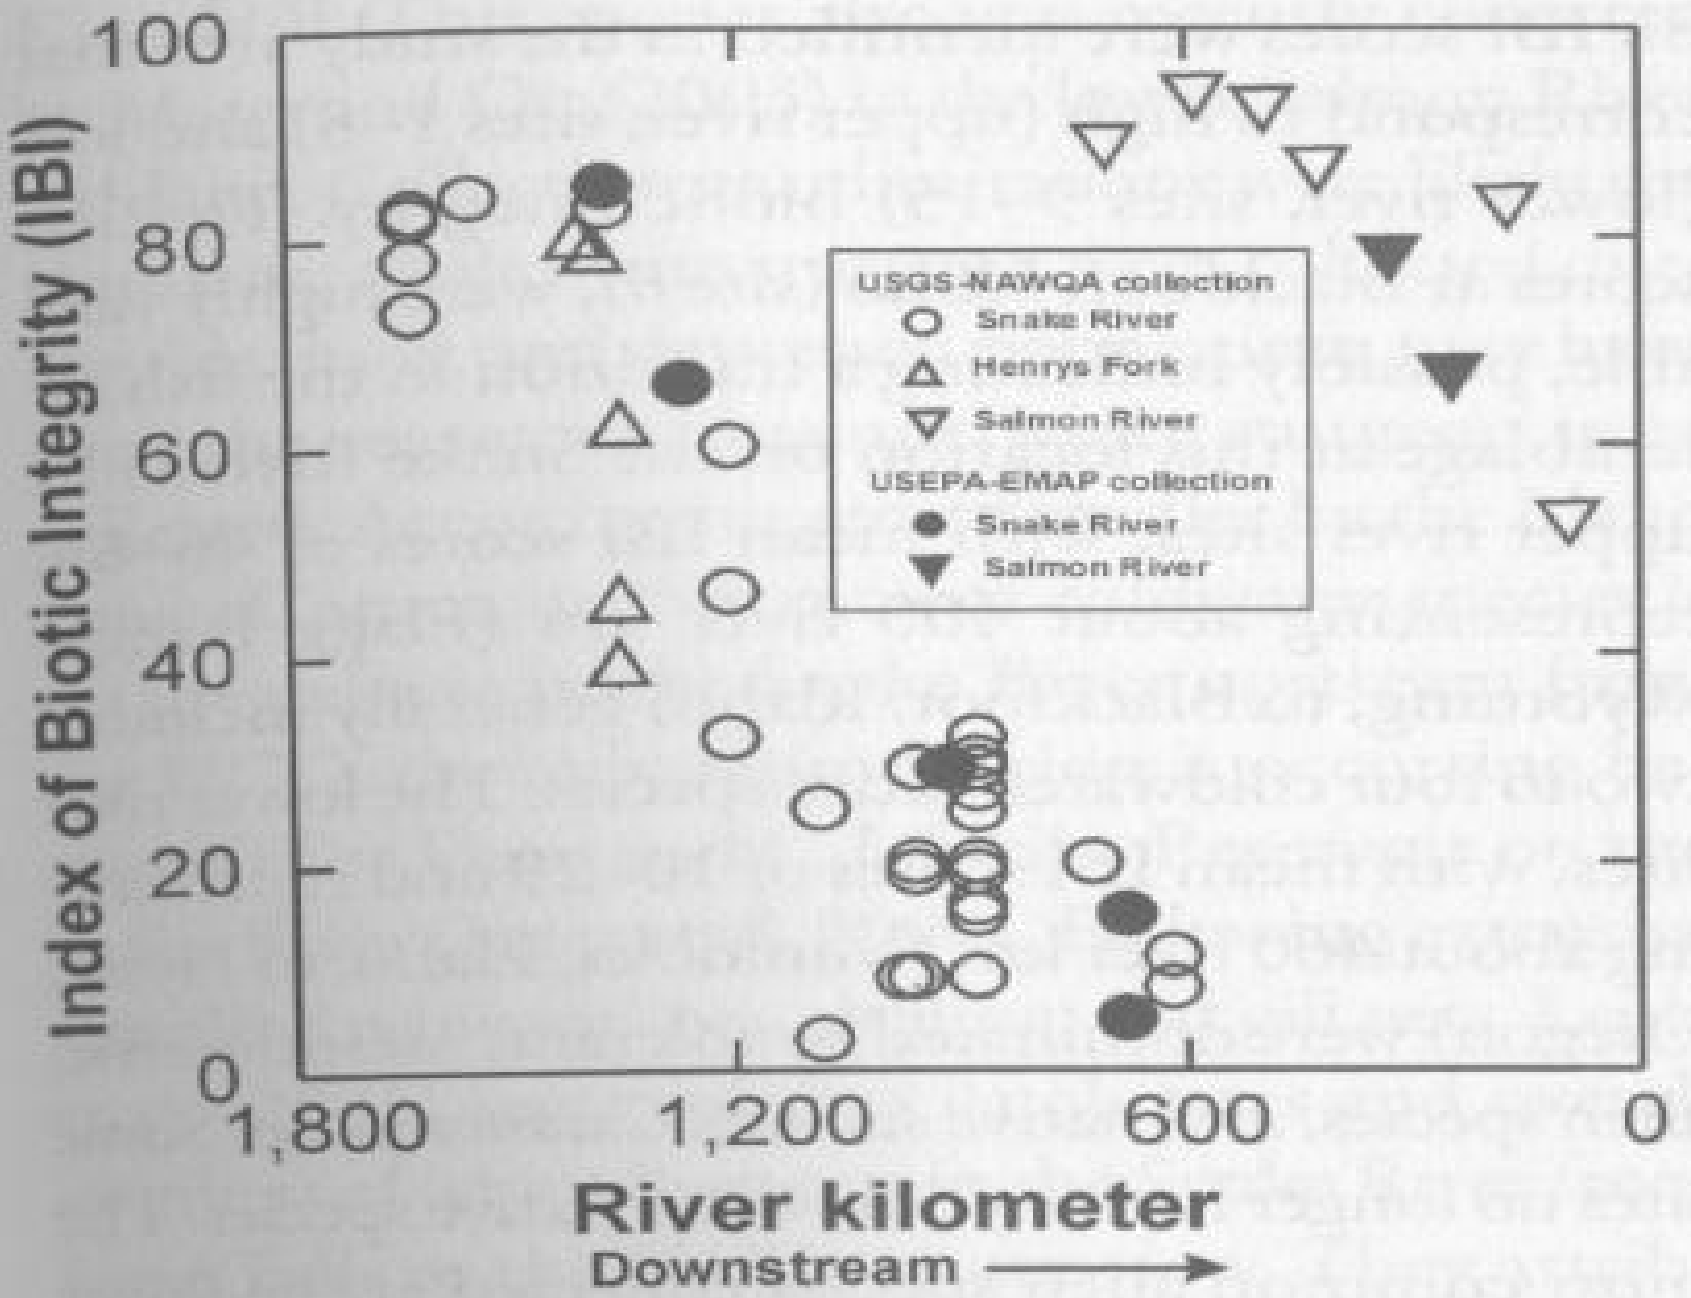 100
80
60
40
20
0
Index of Biotic Integrity (IBI)
USGS-NAWQA collection
Snake River
Henrys Fork
Salmon River
USEPA-EMAP collection
Snake River
Salmon River
1,800 1,200 600 0
River kilometer
Downstream